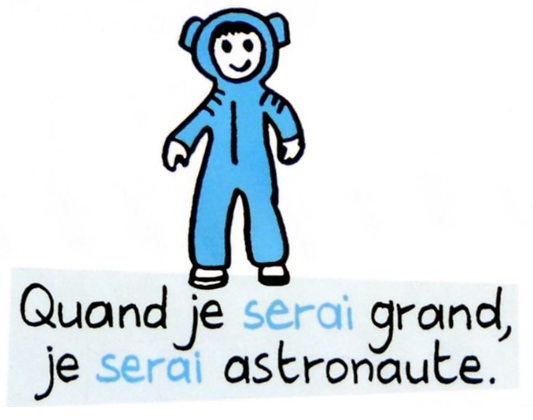 Quand je serai grand,
je serai astronaute.